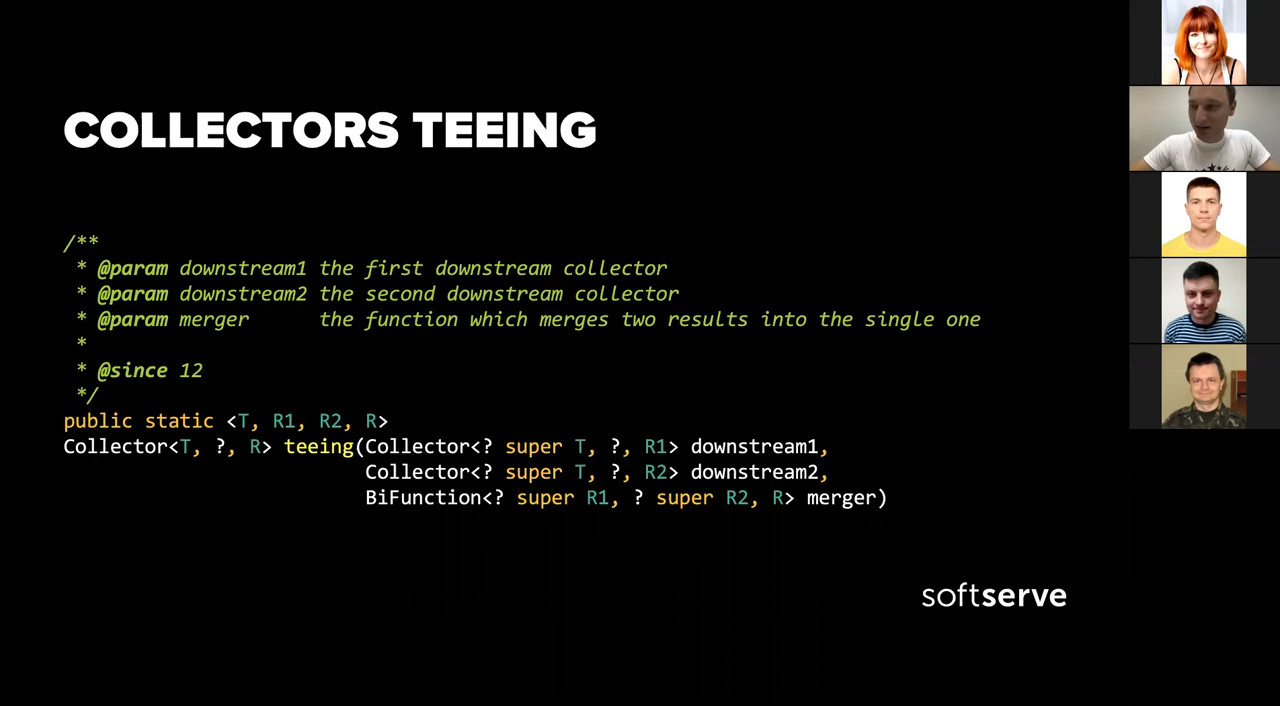 COLLECTORS TEEING
/**
 * @param downstream1 the first downstream collector
 * @param downstream2 the second downstream collector
 * @param merger      the function which merges two results into the single one
 *
 * @since 12
 */
public static <T, R1, R2, R>
Collector<T, ?, R> teeing(Collector<? super T, ?, R1> downstream1,
                          Collector<? super T, ?, R2> downstream2,
                          BiFunction<? super R1, ? super R2, R> merger)
softserve